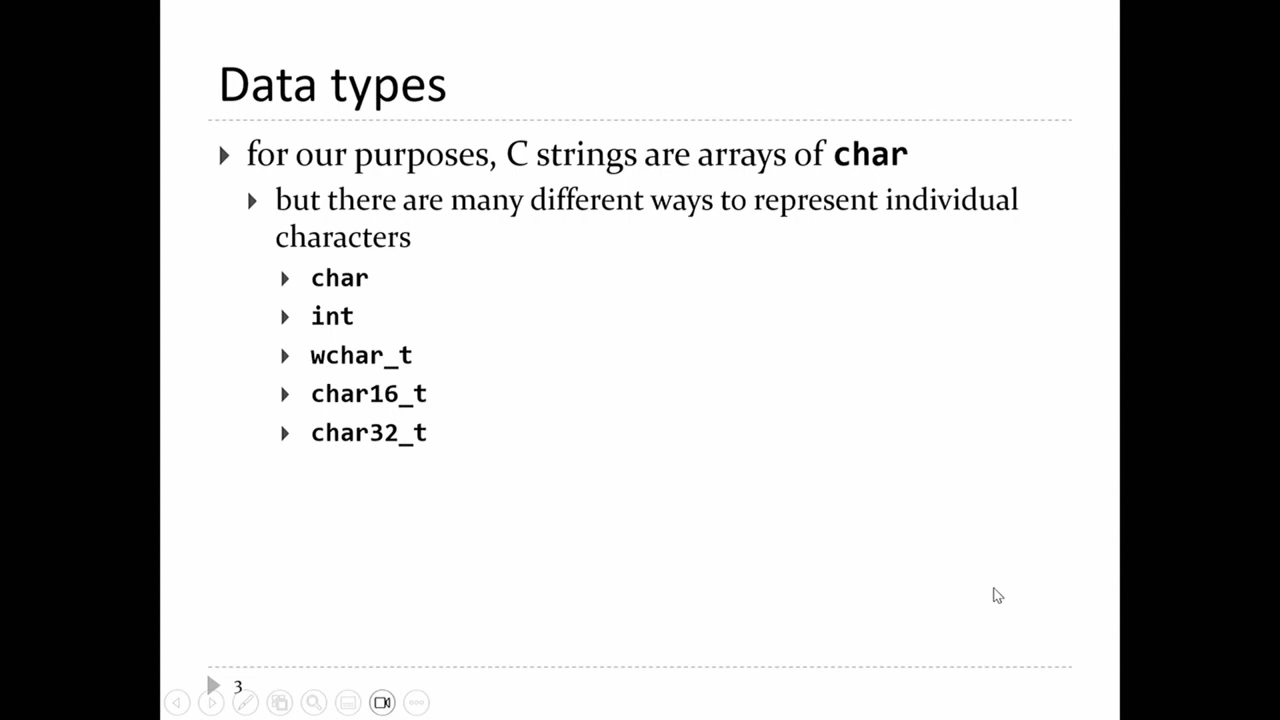 Data types
for our purposes, C strings are arrays of char
but there are many different ways to represent individual
characters
char
int
wchar_t
char16_t
char32_t
3